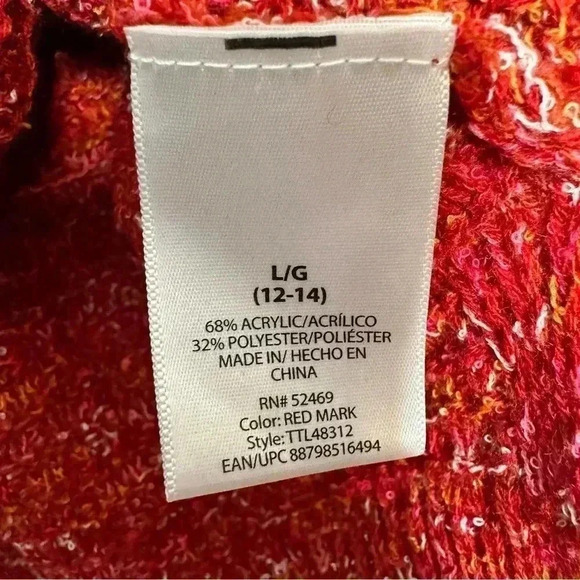 L/G
(12-14)
68% ACRYLIC/ACRÍLICO
32% POLYESTER/POLIÉSTER
MADE IN/ HECHO EN
CHINA
RN# 52469
Color: RED MARK
Style: TTL48312
EAN/UPC 88798516494